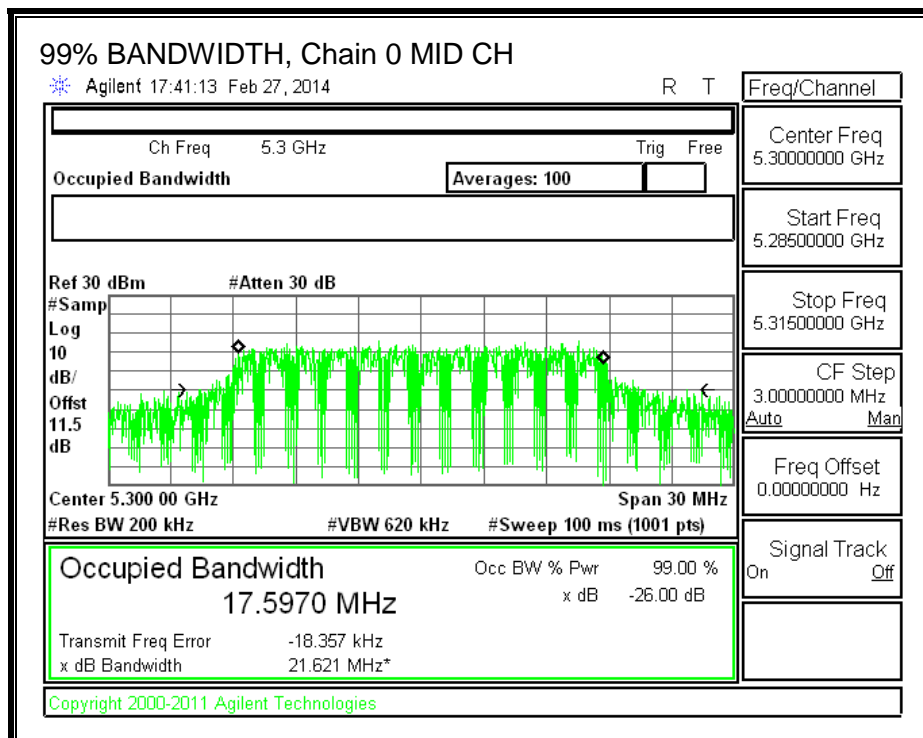 99% BANDWIDTH, Chain 0 MID CH
Agilent 17:41:13 Feb 27, 2014 R T
Freq/Channel
Ch Freq 5.3 GHz Trig Free
Occupied Bandwidth Averages: 100
Center Freq
5.30000000 GHz
Start Freq
5.28500000 GHz
Stop Freq
5.31500000 GHz
CF Step
3.00000000 MHz
Auto Man
Freq Offset
0.00000000 Hz
Signal Track
On Off
Ref 30 dBm #Atten 30 dB
#Samp
Log
10
dB/
Offst
11.5
dB
Center 5.300 00 GHz Span 30 MHz
#Res BW 200 kHz #VBW 620 kHz #Sweep 100 ms (1001 pts)
Occupied Bandwidth Occ BW % Pwr 99.00 %
17.5970 MHz x dB -26.00 dB
Transmit Freq Error -18.357 kHz
x dB Bandwidth 21.621 MHz*
Copyright 2000-2011 Agilent Technologies